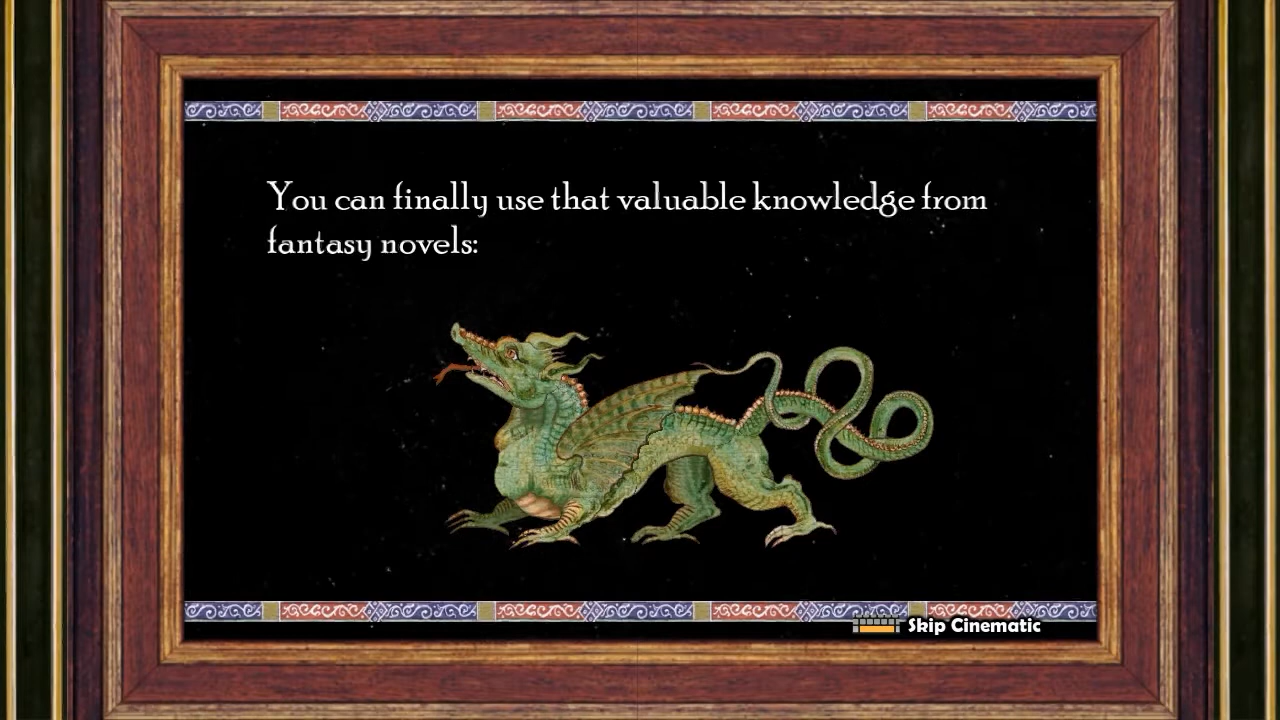 You can finally use that valuable knowledge from
fantasy novels:
Skip Cinematic